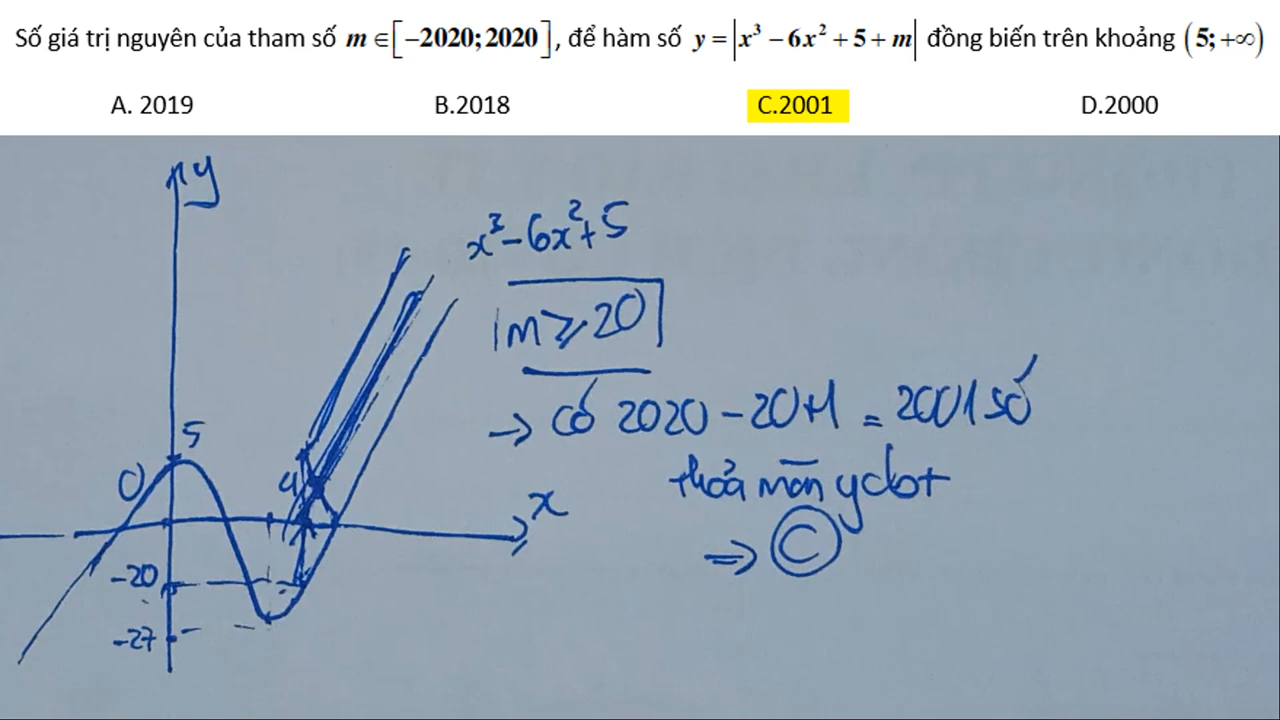 Số giá trị nguyên của tham số m ∈ [−2020; 2020], để hàm số y = |x³ − 6x² + 5 + m| đồng biến trên khoảng (5; +∞)
A. 2019 B.2018 C.2001 D.2000
y
x³ − 6x² + 5
m ≥ 20
→ có 2020 − 20+1 = 2001 số
thỏa mãn ycbt
⇒ C
5
0
4
x
−20
−27